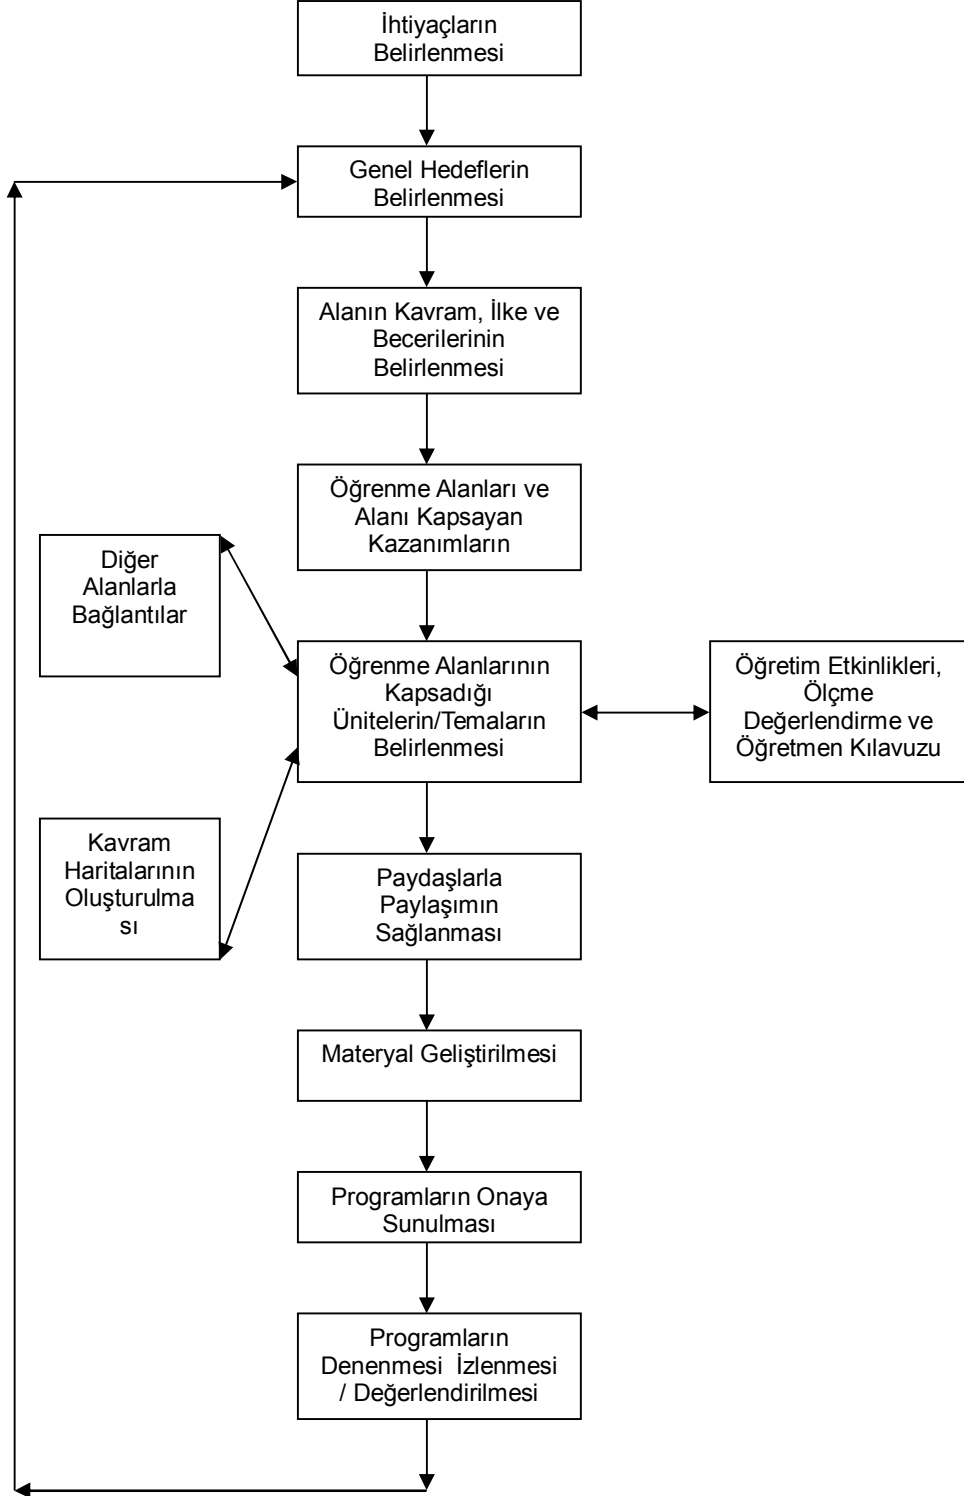 İhtiyaçların
Belirlenmesi
Genel Hedeflerin
Belirlenmesi
Alanın Kavram, İlke ve
Becerilerinin
Belirlenmesi
Öğrenme Alanları ve
Alanı Kapsayan
Kazanımların
Diğer
Alanlarla
Bağlantılar
Öğrenme Alanlarının
Kapsadığı
Ünitelerin/Temaların
Belirlenmesi
Öğretim Etkinlikleri,
Ölçme
Değerlendirme ve
Öğretmen Kılavuzu
Kavram
Haritalarının
Oluşturulma
sı
Paydaşlarla
Paylaşımın
Sağlanması
Materyal Geliştirilmesi
Programların Onaya
Sunulması
Programların
Denenmesi İzlenmesi
/ Değerlendirilmesi